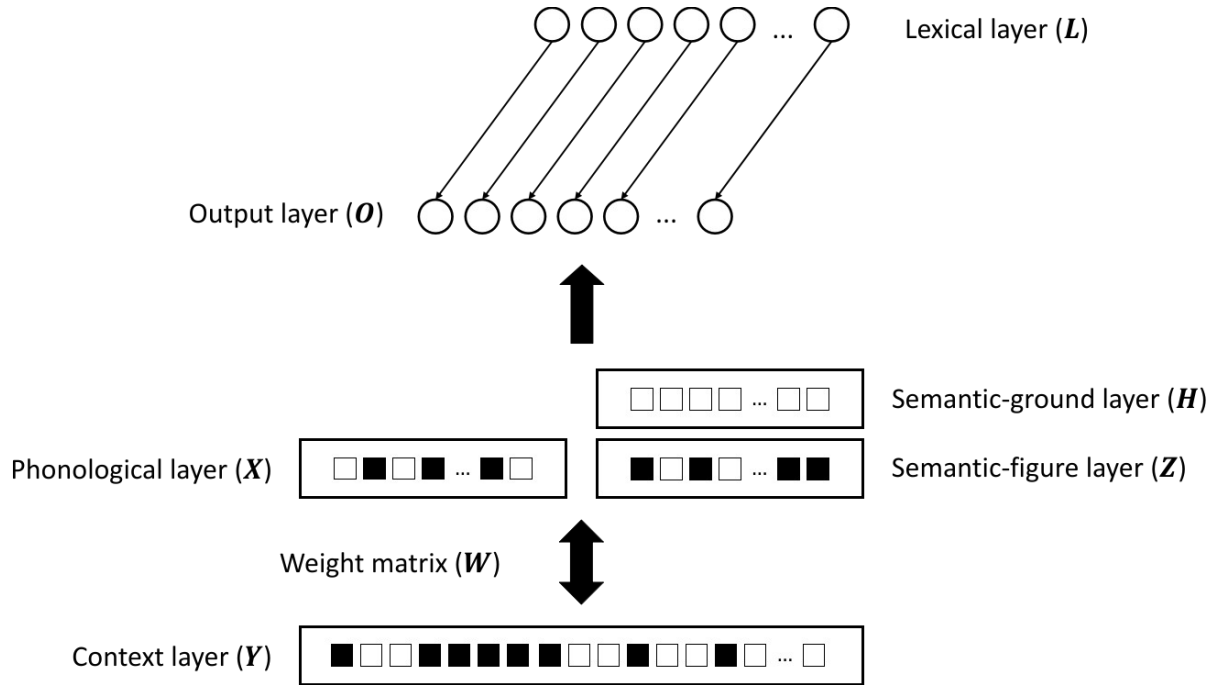 ... Lexical layer (L)
Output layer (O) ...
... Semantic-ground layer (H)
Phonological layer (X) ... ... Semantic-figure layer (Z)
Weight matrix (W)
Context layer (Y) ...